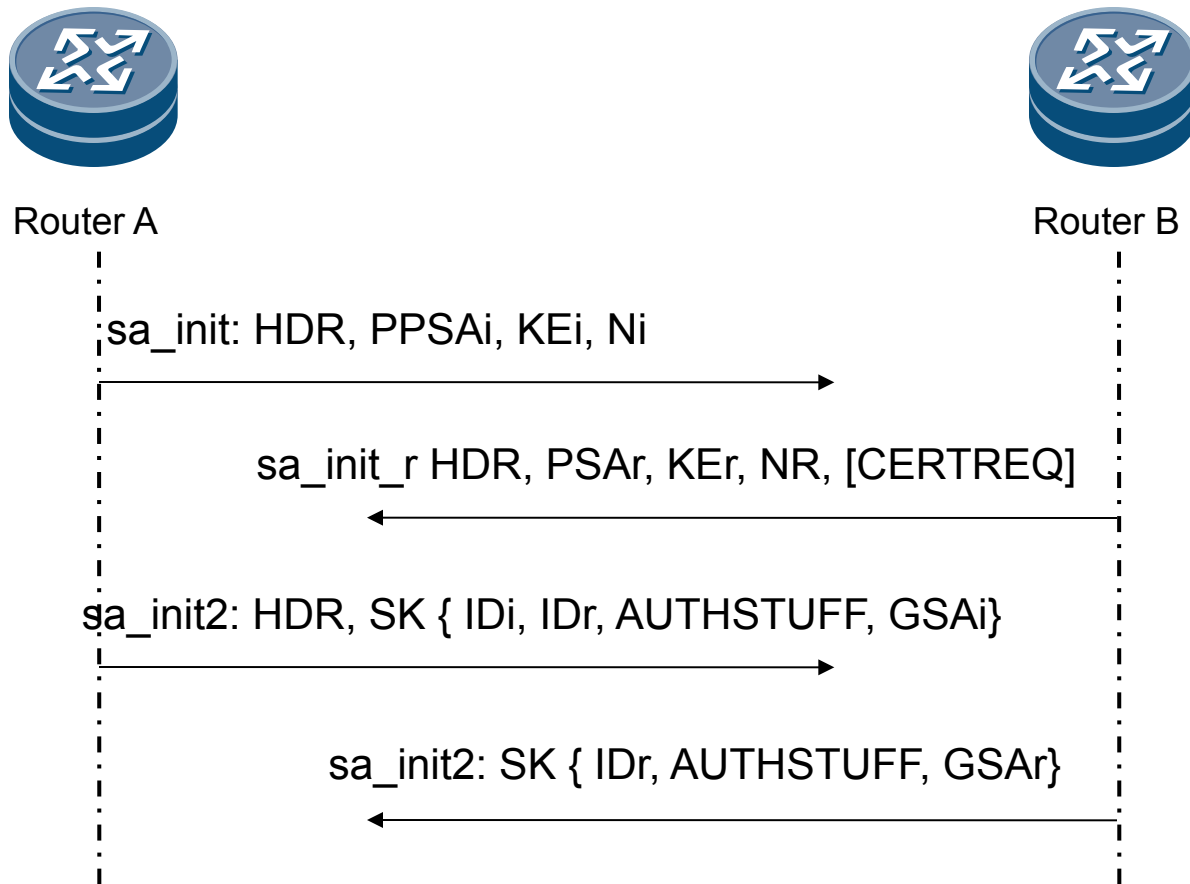 Router A
Router B
sa_init: HDR, PPSAi, KEi, Ni
sa_init_r HDR, PSAr, KEr, NR, [CERTREQ]
sa_init2: HDR, SK { IDi, IDr, AUTHSTUFF, GSAi}
sa_init2: SK { IDr, AUTHSTUFF, GSAr}